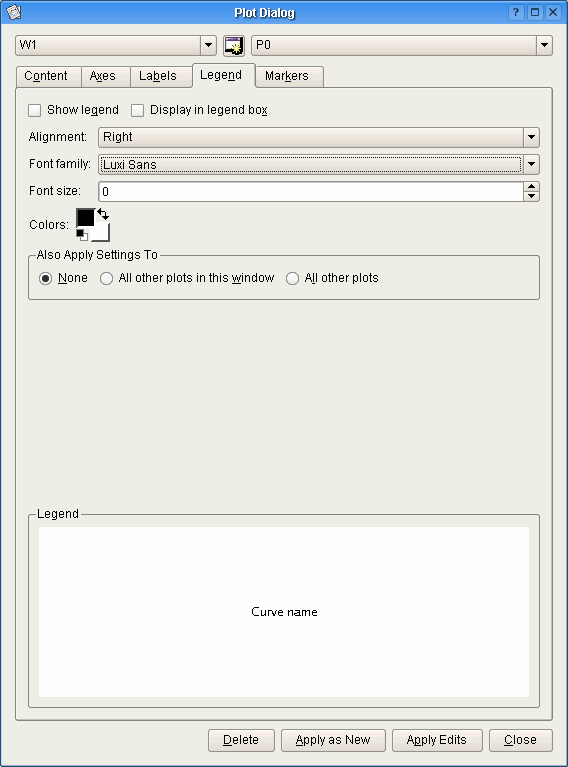 Plot Dialog
W1 P0
Content Axes Labels Legend Markers
Show legend Display in legend box
Alignment: Right
Font family: Luxi Sans
Font size: 0
Colors:
Also Apply Settings To
None All other plots in this window All other plots
Legend
Curve name
Delete Apply as New Apply Edits Close